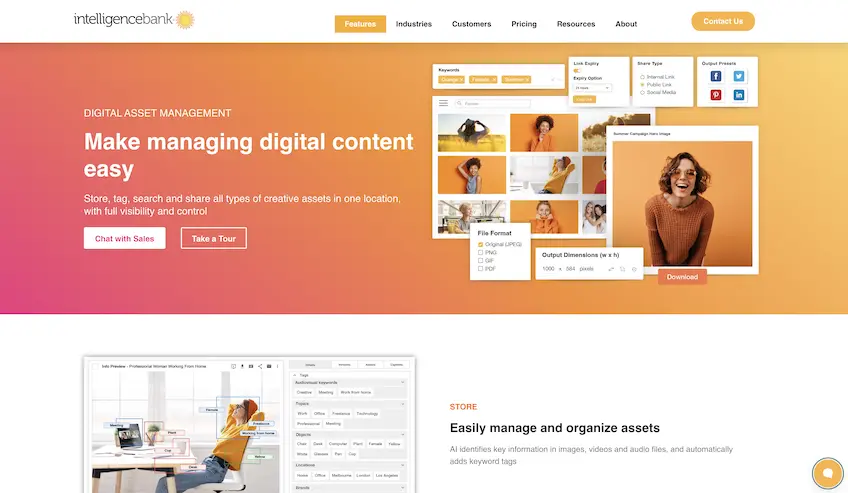 intelligencebank
Features
Industries
Customers
Pricing
Resources
About
Contact Us
DIGITAL ASSET MANAGEMENT
Make managing digital content
easy
Store, tag, search and share all types of creative assets in one location,
with full visibility and control
Chat with Sales
Take a Tour
Keywords
Orange x
Female x
Summer x
Link Expiry
Expiry Option
Share Type
Internal Link
Public Link
Social Media
Output Presets
Summer Campaign Hero Image
File Format
Original (JPEG)
PNG
GIF
PDF
Output Dimensions (w x h)
1000 x 584 pixels
Download
Info Preview - Professional Woman Working From Home
Meeting
Plant
Cup
Desk
Female
Freelance
Working from Home
Yellow
Tags
Audiovisual Keywords
Creative
Meeting
Work from Home
Topics
Work
Office
Freelance
Technology
Professional
Meeting
Objects
Chair
Desk
Computer
Plant
Female
Yellow
Glasses
Pen
Cup
Locations
Home
Office
Melbourne
London
Los Angeles
Brands
STORE
Easily manage and organize assets
AI identifies key information in images, videos and audio files, and automatically
adds keyword tags